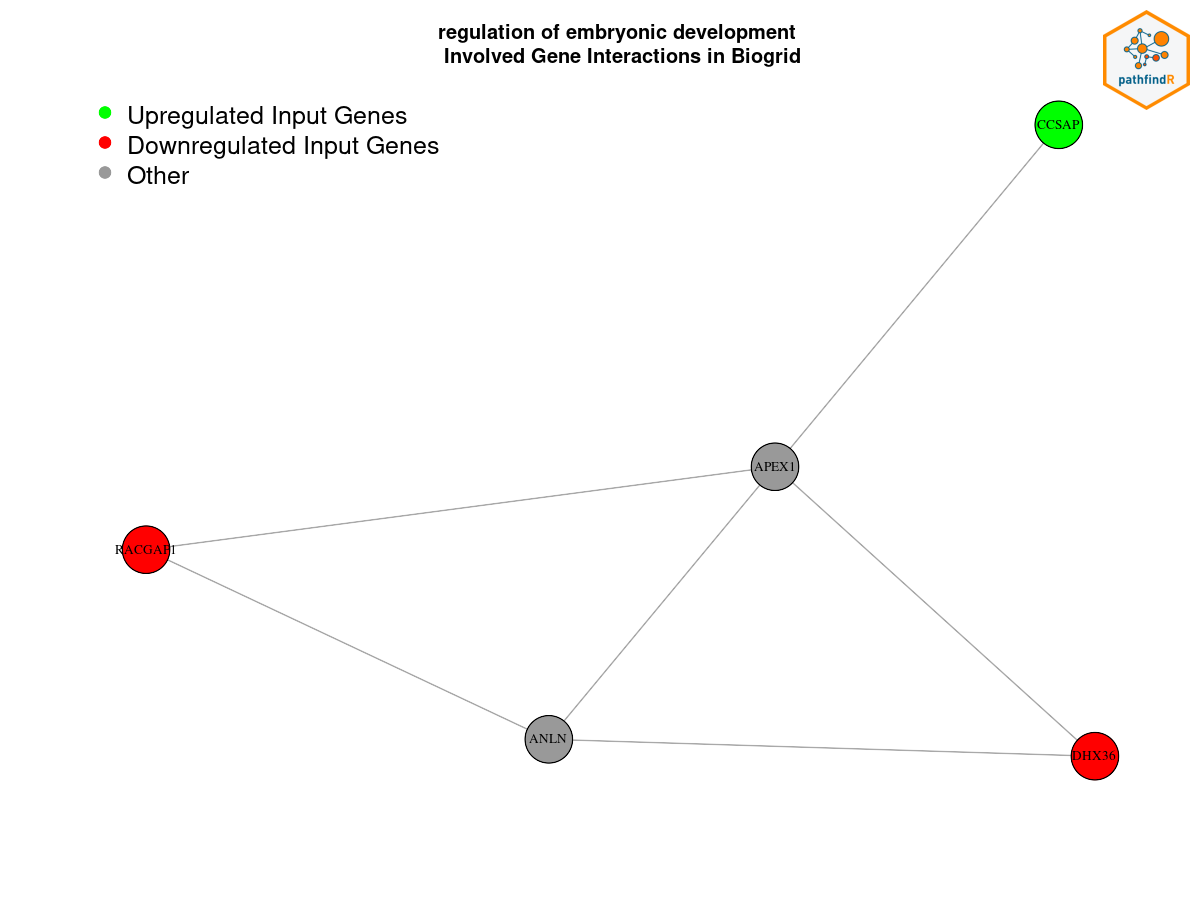 regulation of embryonic development
Involved Gene Interactions in Biogrid
pathfindR
Upregulated Input Genes
Downregulated Input Genes
Other
CCSAP
APEX1
RACGAP1
ANLN
DHX36